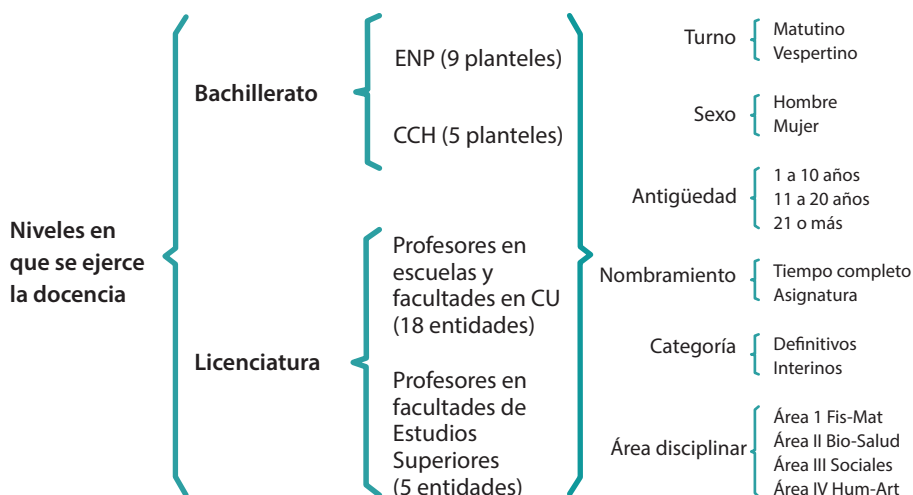 Niveles en
que se ejerce
la docencia
Bachillerato
ENP (9 planteles)
CCH (5 planteles)
Licenciatura
Profesores en
escuelas y
facultades en CU
(18 entidades)
Profesores en
facultades de
Estudios
Superiores
(5 entidades)
Turno
Matutino
Vespertino
Sexo
Hombre
Mujer
Antigüedad
1 a 10 años
11 a 20 años
21 o más
Nombramiento
Tiempo completo
Asignatura
Categoría
Definitivos
Interinos
Área disciplinar
Área 1 Fis-Mat
Área II Bio-Salud
Área III Sociales
Área IV Hum-Art